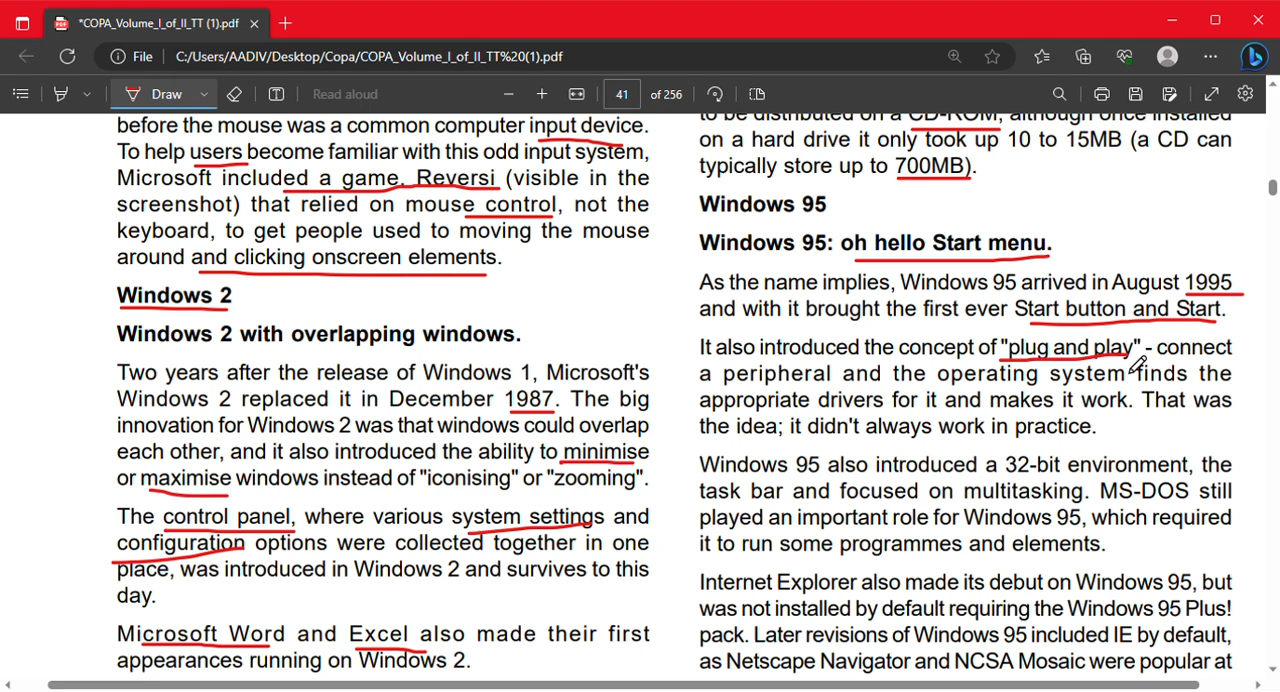 *COPA_Volume_I_of_II_TT (1).pdf
File
C:/Users/AADIV/Desktop/Copa/COPA_Volume_I_of_II_TT%20(1).pdf
Draw
Read aloud
41
of 256
before the mouse was a common computer input device.
To help users become familiar with this odd input system,
Microsoft included a game, Reversi (visible in the
screenshot) that relied on mouse control, not the
keyboard, to get people used to moving the mouse
around and clicking onscreen elements.
Windows 2
Windows 2 with overlapping windows.
Two years after the release of Windows 1, Microsoft's
Windows 2 replaced it in December 1987. The big
innovation for Windows 2 was that windows could overlap
each other, and it also introduced the ability to minimise
or maximise windows instead of "iconising" or "zooming".
The control panel, where various system settings and
configuration options were collected together in one
place, was introduced in Windows 2 and survives to this
day.
Microsoft Word and Excel also made their first
appearances running on Windows 2.
to be distributed on a CD-ROM, although once installed
on a hard drive it only took up 10 to 15MB (a CD can
typically store up to 700MB).
Windows 95
Windows 95: oh hello Start menu.
As the name implies, Windows 95 arrived in August 1995
and with it brought the first ever Start button and Start.
It also introduced the concept of "plug and play" - connect
a peripheral and the operating system finds the
appropriate drivers for it and makes it work. That was
the idea; it didn't always work in practice.
Windows 95 also introduced a 32-bit environment, the
task bar and focused on multitasking. MS-DOS still
played an important role for Windows 95, which required
it to run some programmes and elements.
Internet Explorer also made its debut on Windows 95, but
was not installed by default requiring the Windows 95 Plus!
pack. Later revisions of Windows 95 included IE by default,
as Netscape Navigator and NCSA Mosaic were popular at